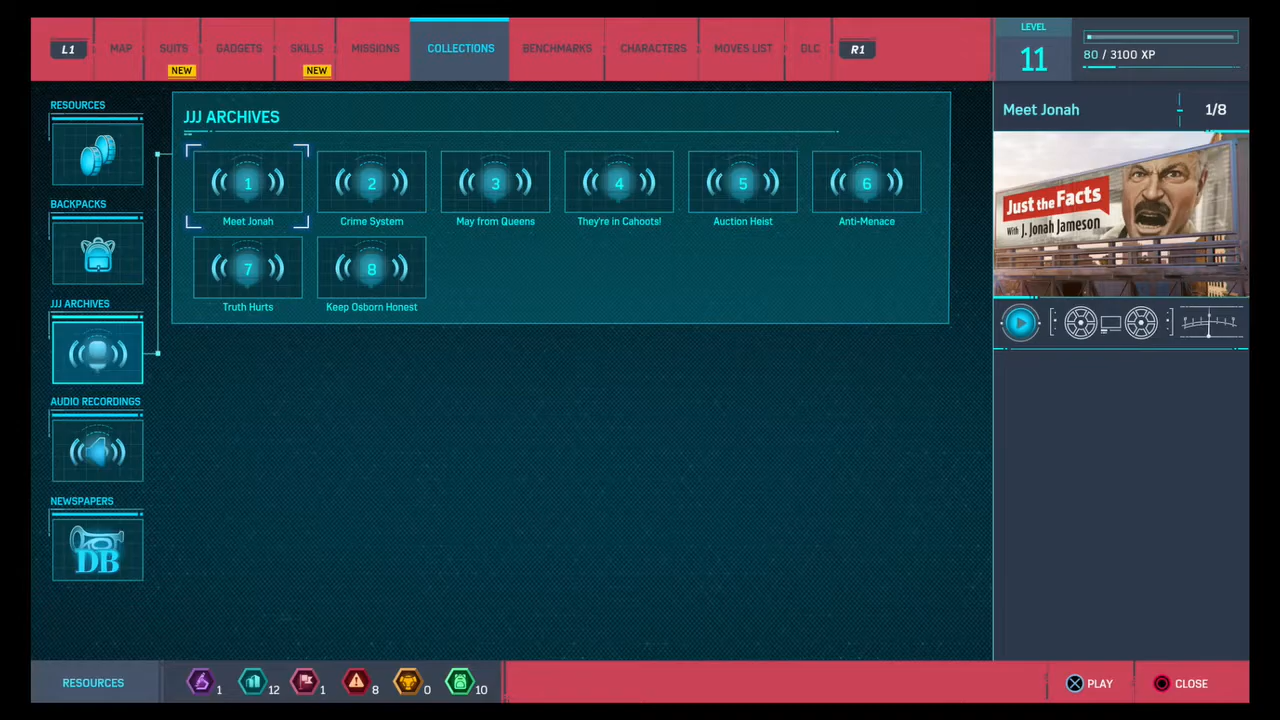 L1
MAP
SUITS
GADGETS
SKILLS
MISSIONS
COLLECTIONS
BENCHMARKS
CHARACTERS
MOVES LIST
DLC
R1
NEW
NEW
LEVEL
11
80 / 3100 XP
RESOURCES
BACKPACKS
JJJ ARCHIVES
AUDIO RECORDINGS
NEWSPAPERS
DB
JJJ ARCHIVES
1
2
3
4
5
6
Meet Jonah
Crime System
May from Queens
They're in Cahoots!
Auction Heist
Anti-Menace
7
8
Truth Hurts
Keep Osborn Honest
Meet Jonah
1/8
Just the Facts
With J. Jonah Jameson
RESOURCES
1
12
1
8
0
10
PLAY
CLOSE